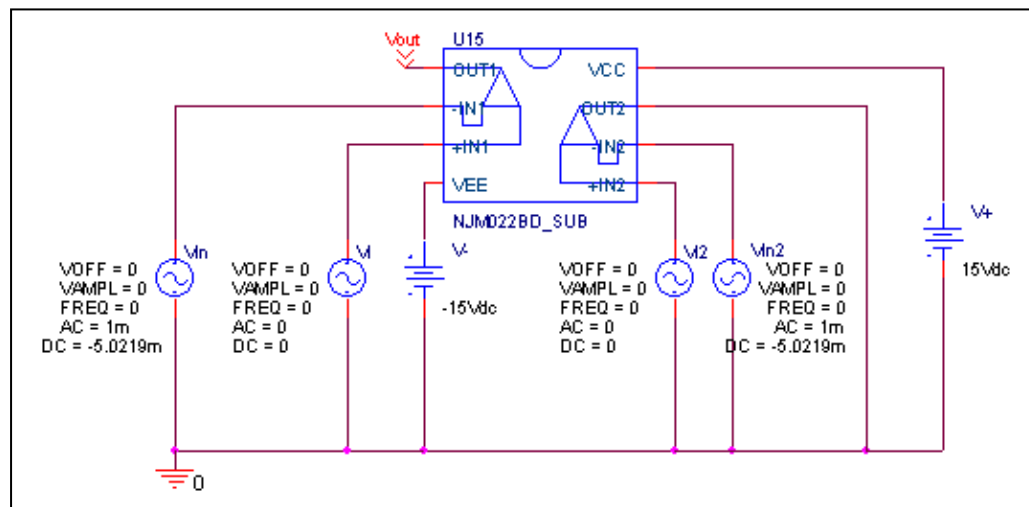 Vout
U15
OUT1
VCC
-IN1
OUT2
+IN1
-IN2
VEE
+IN2
NJM022BD_SUB
VIn
VOFF = 0
VAMPL = 0
FREQ = 0
AC = 1m
DC = -5.0219m
VI
VOFF = 0
VAMPL = 0
FREQ = 0
AC = 0
DC = 0
V-
-15Vdc
VI2
VOFF = 0
VAMPL = 0
FREQ = 0
AC = 0
DC = 0
VIn2
VOFF = 0
VAMPL = 0
FREQ = 0
AC = 1m
DC = -5.0219m
V+
15Vdc
0